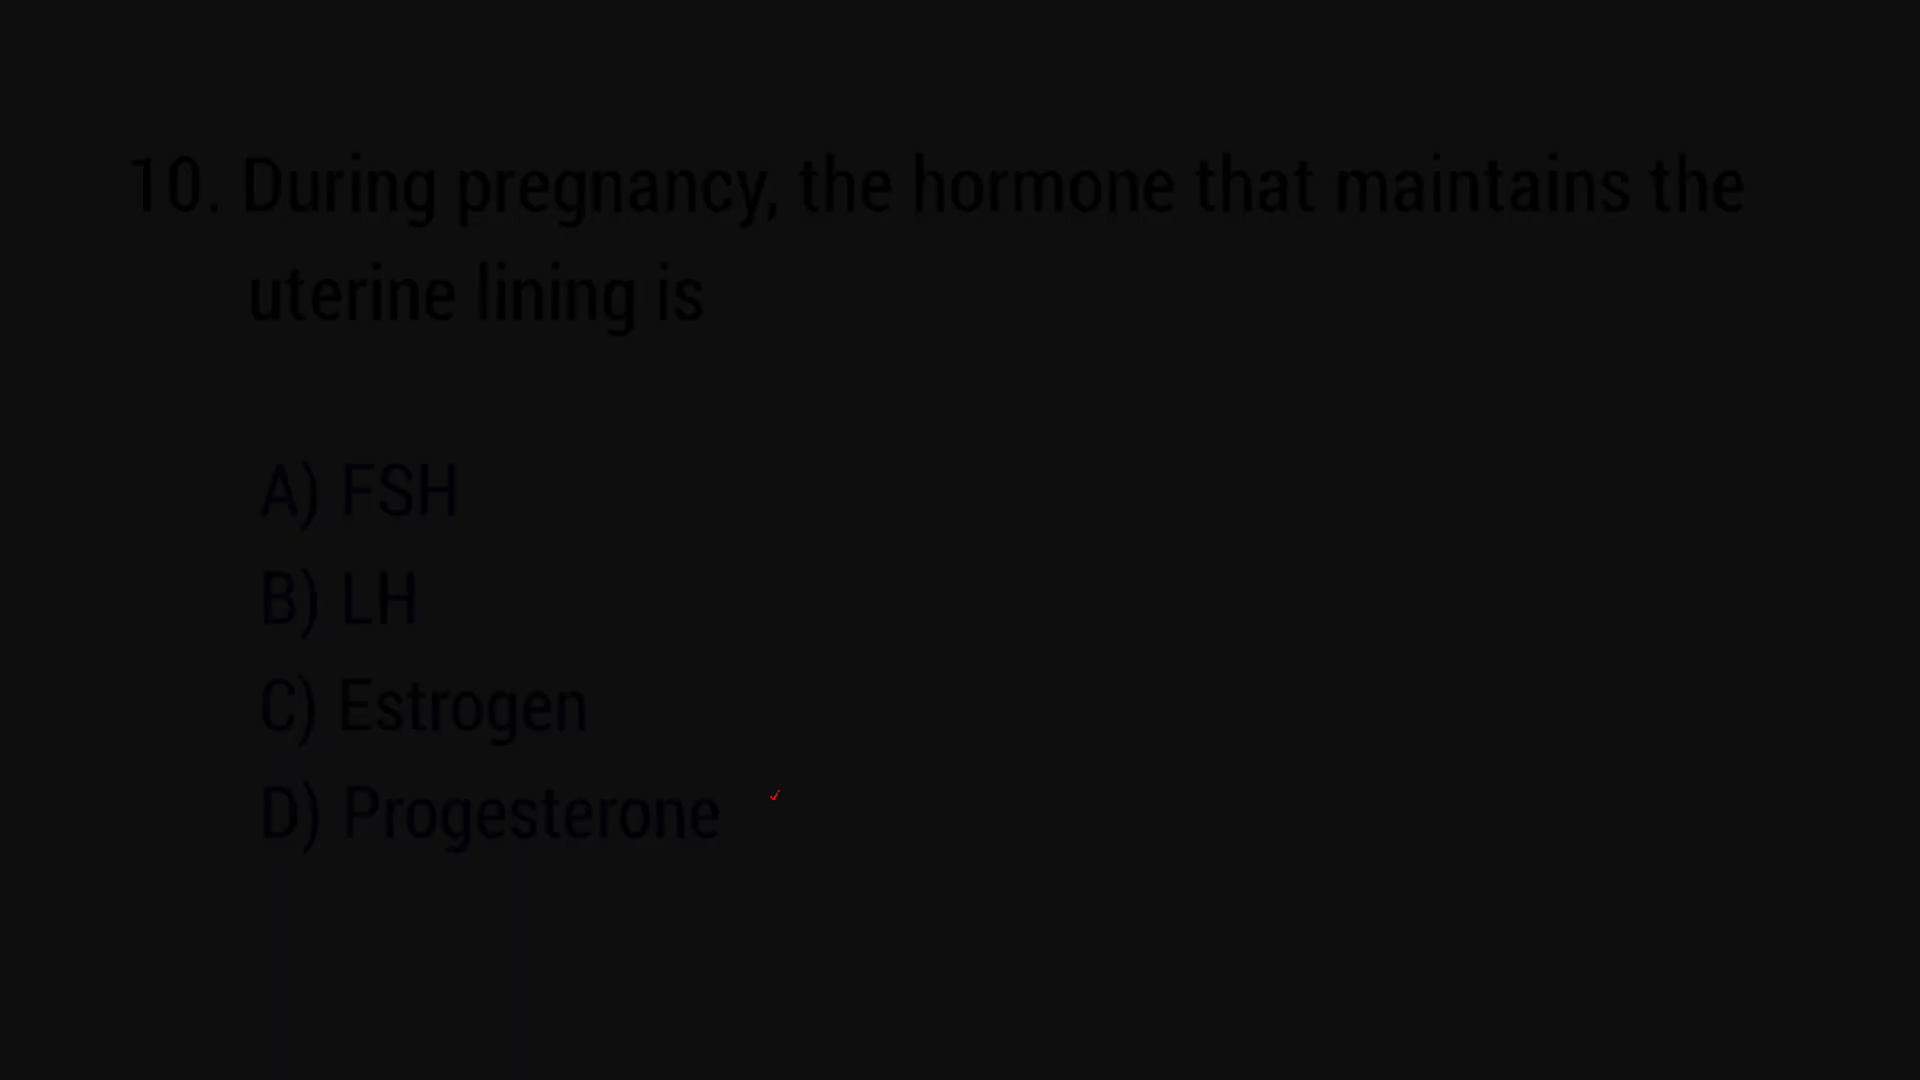 10. During pregnancy, the hormone that maintains the
uterine lining is
A) FSH
B) LH
C) Estrogen
D) Progesterone ✓